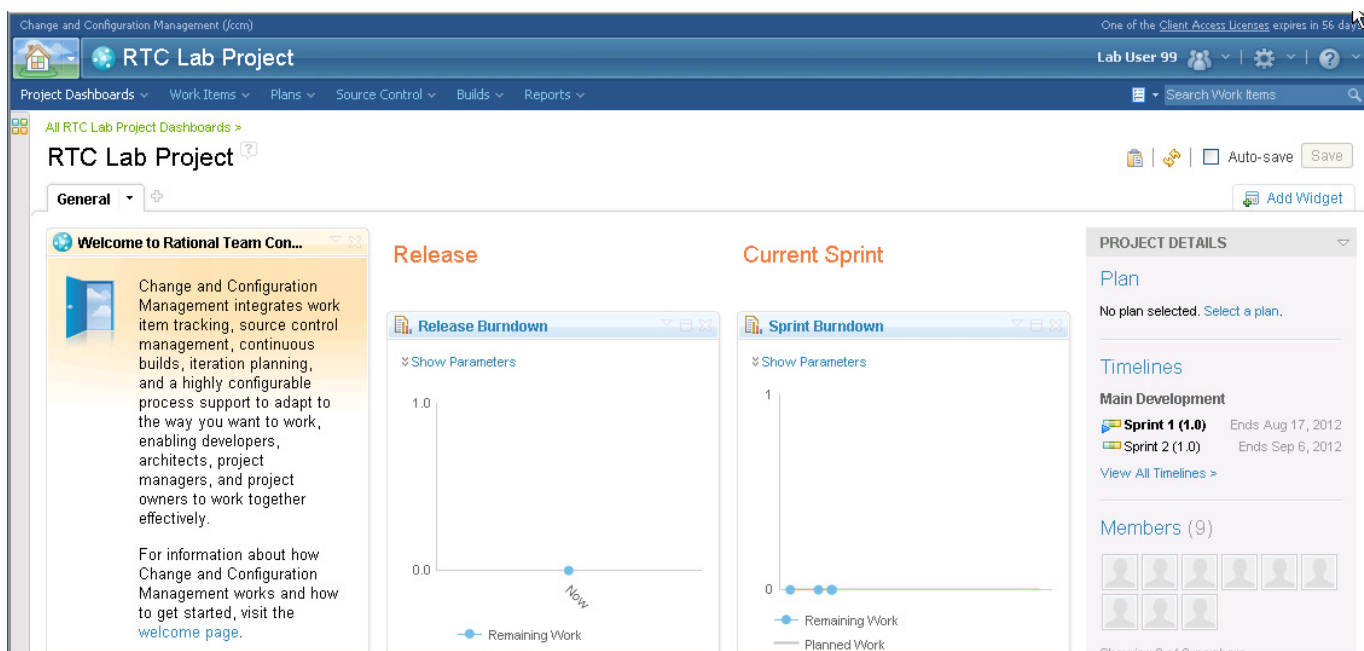 Change and Configuration Management (/ccm)
One of the Client Access Licenses expires in 56 days
RTC Lab Project
Lab User 99
Project Dashboards
Work Items
Plans
Source Control
Builds
Reports
Search Work Items
All RTC Lab Project Dashboards >
RTC Lab Project
Auto-save
Save
General
Add Widget
Welcome to Rational Team Con...
Change and Configuration
Management integrates work
item tracking, source control
management, continuous
builds, iteration planning,
and a highly configurable
process support to adapt to
the way you want to work,
enabling developers,
architects, project
managers, and project
owners to work together
effectively.
For information about how
Change and Configuration
Management works and how
to get started, visit the
welcome page.
Release
Release Burndown
Show Parameters
1.0
0.0
Now
Remaining Work
Current Sprint
Sprint Burndown
Show Parameters
1
0
Remaining Work
Planned Work
PROJECT DETAILS
Plan
No plan selected. Select a plan.
Timelines
Main Development
Sprint 1 (1.0) Ends Aug 17, 2012
Sprint 2 (1.0) Ends Sep 6, 2012
View All Timelines >
Members (9)